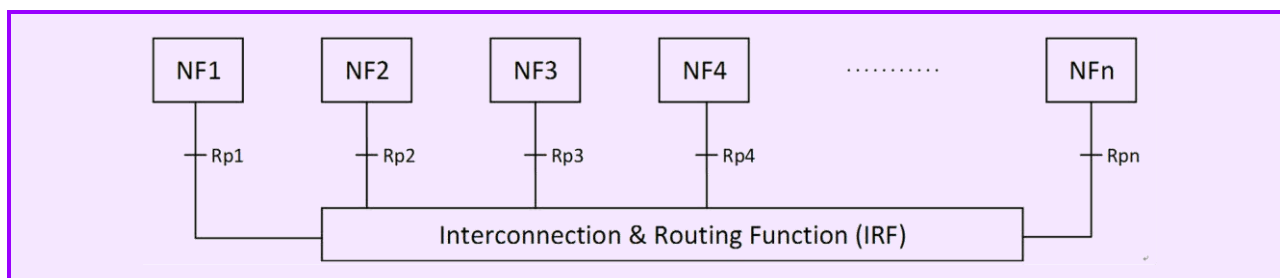 NF1 NF2 NF3 NF4 ........... NFn
Rp1 Rp2 Rp3 Rp4 Rpn
Interconnection & Routing Function (IRF)